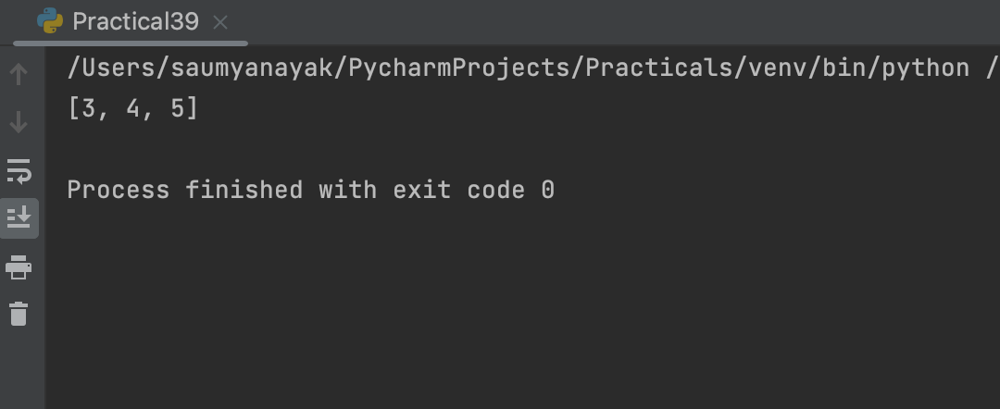 Practical39
/Users/saumyanayak/PycharmProjects/Practicals/venv/bin/python /
[3, 4, 5]
Process finished with exit code 0